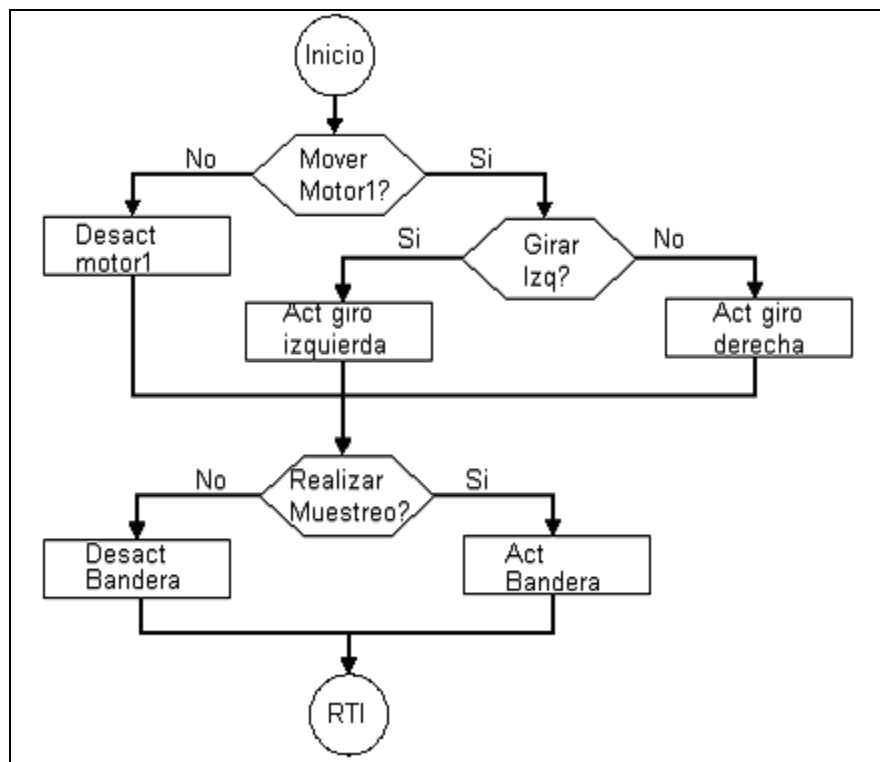 Inicio
No
Mover
Motor1?
Si
Desact
motor1
Si
Girar
Izq?
No
Act giro
izquierda
Act giro
derecha
No
Realizar
Muestreo?
Si
Desact
Bandera
Act
Bandera
RTI